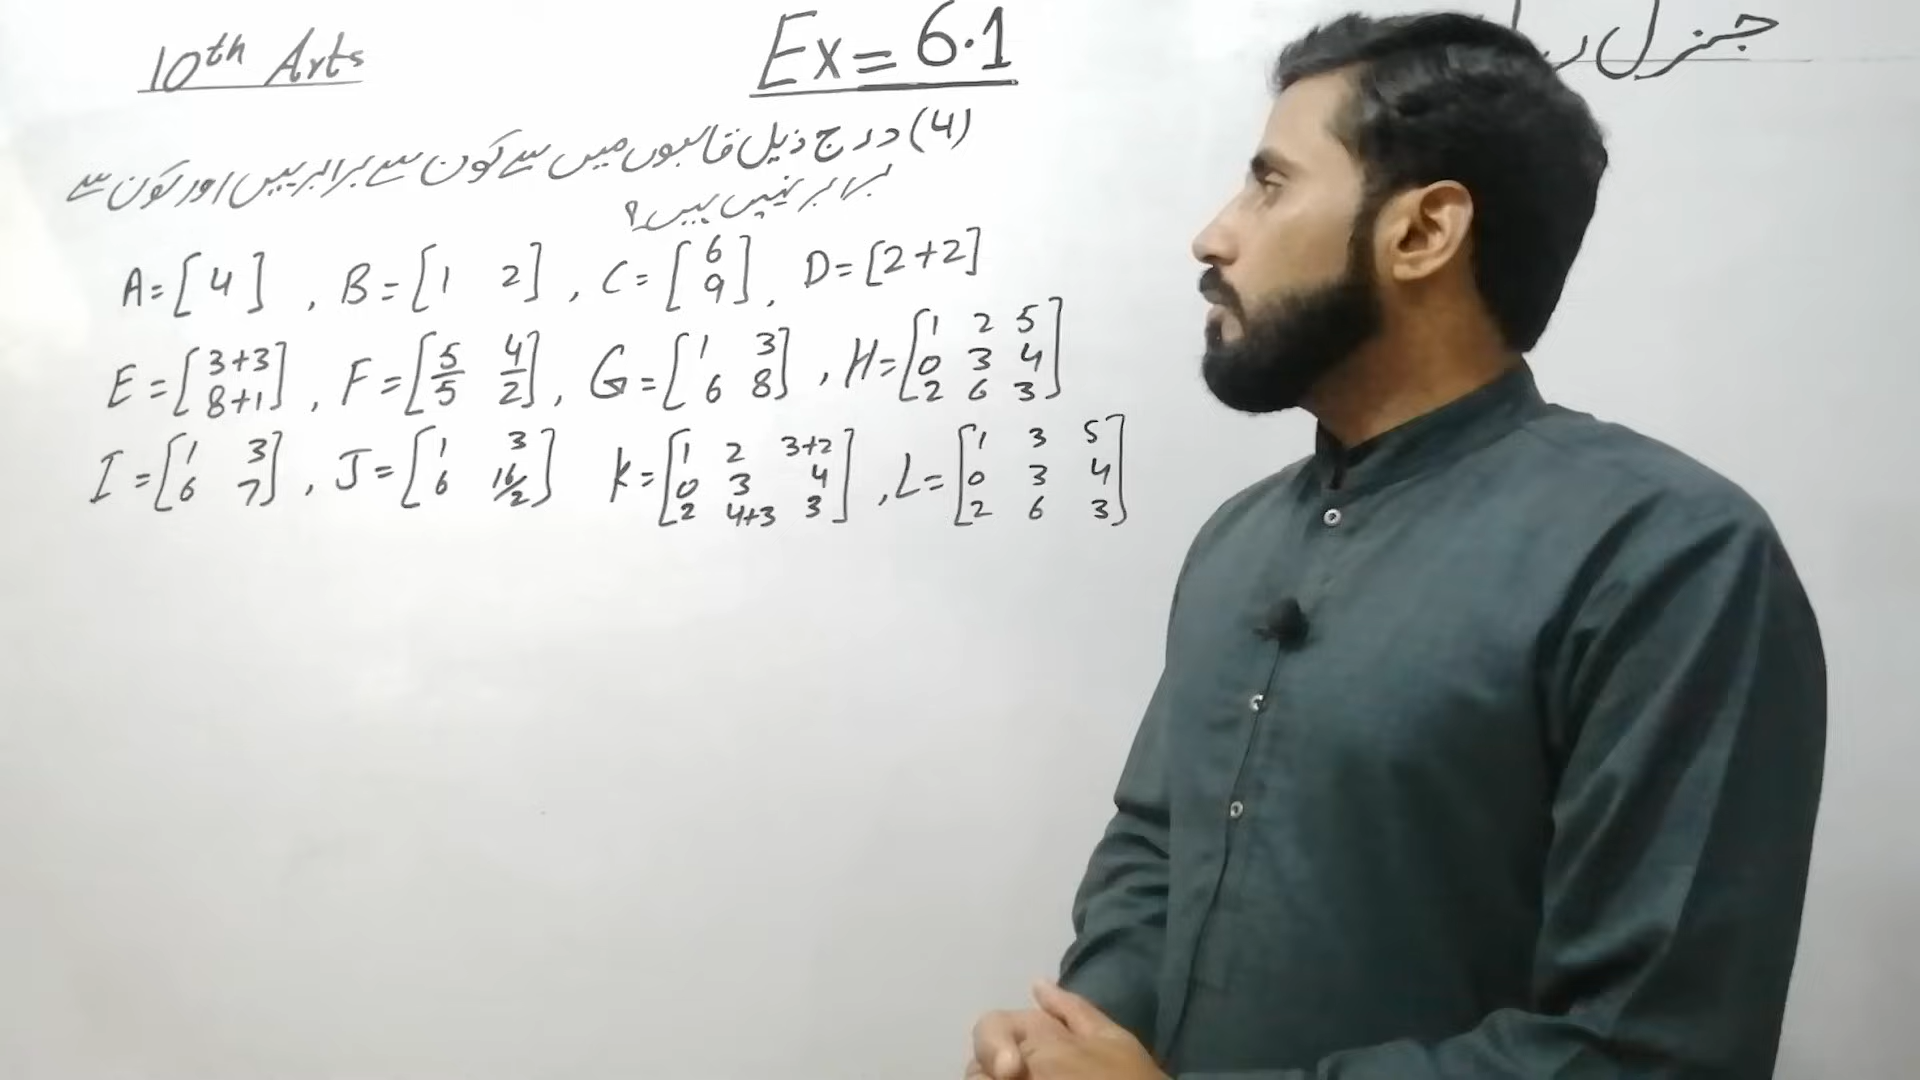 10th Arts Ex = 6.1 جنرل
(4) درج ذیل قالبوں میں سے کون سے برابر ہیں اور کون سے
برابر نہیں ہیں؟
A = [4] , B = [1 2] , C = [6; 9] , D = [2+2]
E = [3+3; 8+1] , F = [5/5 4/2] , G = [1 3; 6 8] , H = [1 2 5; 0 3 4; 2 6 3]
I = [1 3; 6 7] , J = [1 3; 6 16/2] K = [1 2 3+2; 0 3 4; 2 4+3 3] , L = [1 3 5; 0 3 4; 2 6 3]